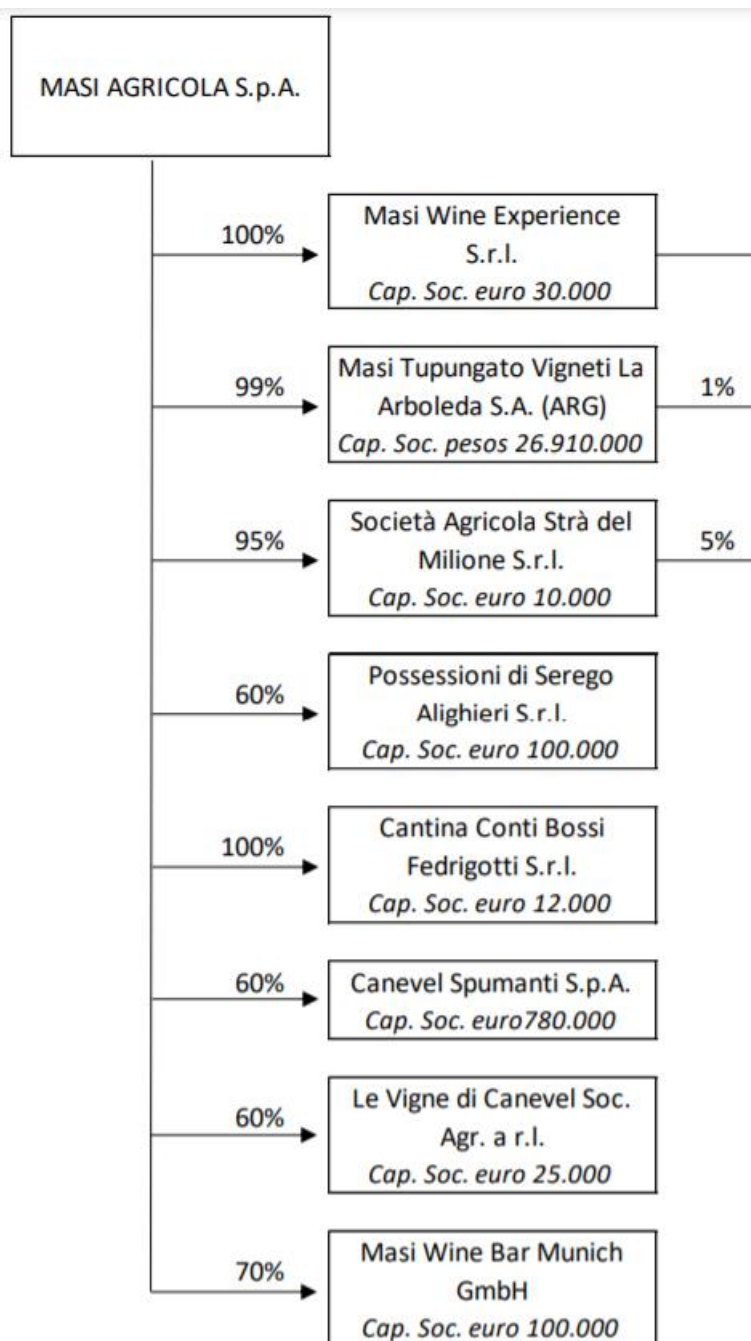 MASI AGRICOLA S.p.A.
100%
Masi Wine Experience
S.r.l.
Cap. Soc. euro 30.000
99%
Masi Tupungato Vigneti La
Arboleda S.A. (ARG)
Cap. Soc. pesos 26.910.000
1%
95%
Società Agricola Strà del
Milione S.r.l.
Cap. Soc. euro 10.000
5%
60%
Possessioni di Serego
Alighieri S.r.l.
Cap. Soc. euro 100.000
100%
Cantina Conti Bossi
Fedrigotti S.r.l.
Cap. Soc. euro 12.000
60%
Canevel Spumanti S.p.A.
Cap. Soc. euro780.000
60%
Le Vigne di Canevel Soc.
Agr. a r.l.
Cap. Soc. euro 25.000
70%
Masi Wine Bar Munich
GmbH
Cap. Soc. euro 100.000